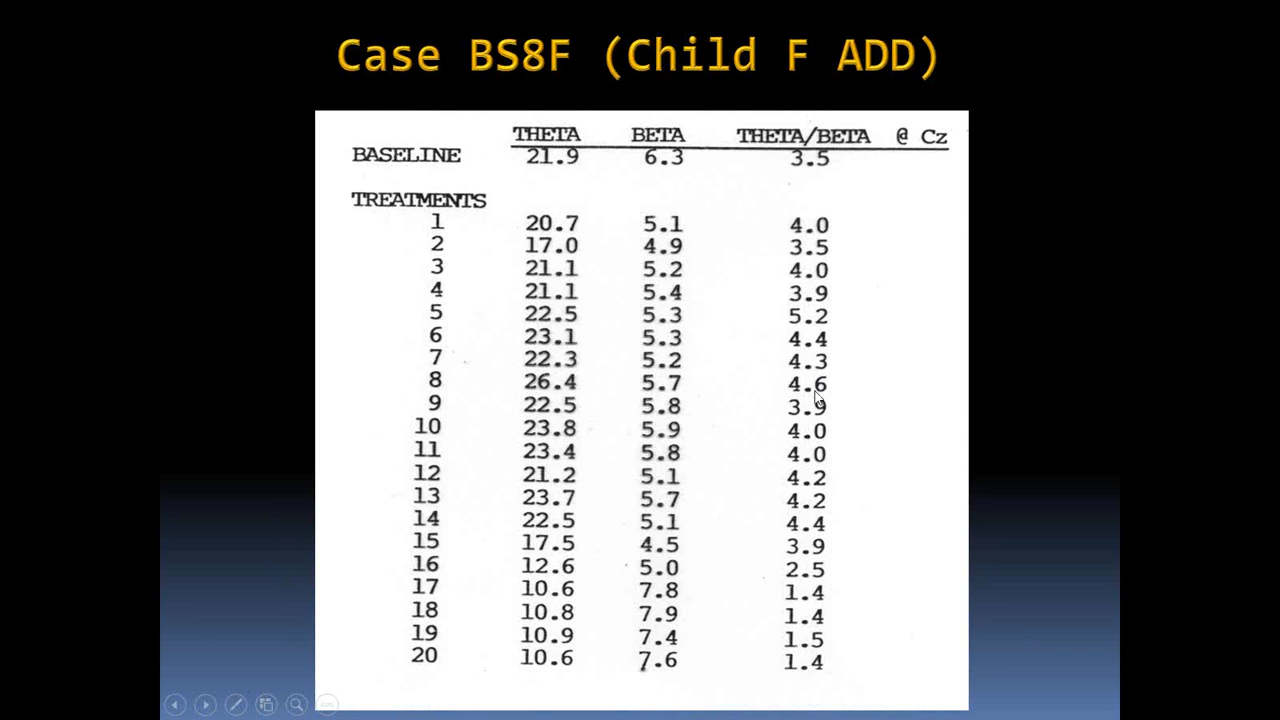 Case BS8F (Child F ADD)
THETA BETA THETA/BETA @ Cz
BASELINE 21.9 6.3 3.5
TREATMENTS
1 20.7 5.1 4.0
2 17.0 4.9 3.5
3 21.1 5.2 4.0
4 21.1 5.4 3.9
5 22.5 5.3 5.2
6 23.1 5.3 4.4
7 22.3 5.2 4.3
8 26.4 5.7 4.6
9 22.5 5.8 3.9
10 23.8 5.9 4.0
11 23.4 5.8 4.0
12 21.2 5.1 4.2
13 23.7 5.7 4.2
14 22.5 5.1 4.4
15 17.5 4.5 3.9
16 12.6 5.0 2.5
17 10.6 7.8 1.4
18 10.8 7.9 1.4
19 10.9 7.4 1.5
20 10.6 7.6 1.4